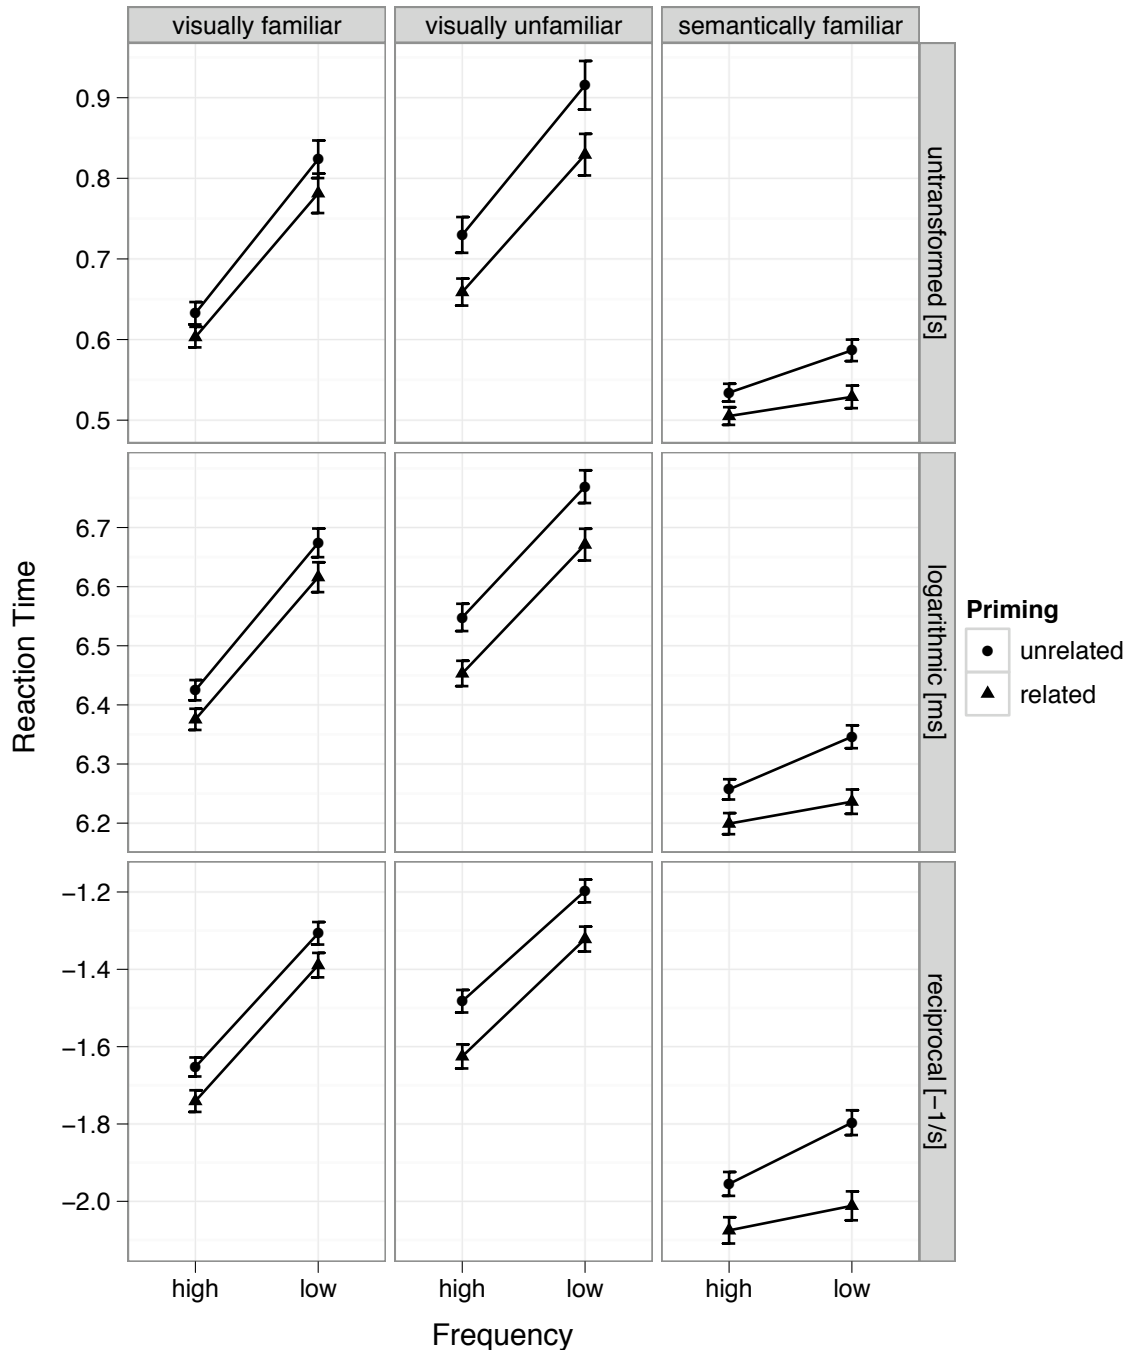 visually familiar
visually unfamiliar
semantically familiar
0.9
0.8
0.7
0.6
0.5
untransformed [s]
6.7
6.6
6.5
6.4
6.3
6.2
logarithmic [ms]
−1.2
−1.4
−1.6
−1.8
−2.0
reciprocal [−1/s]
Reaction Time
high
low
high
low
high
low
Frequency
Priming
unrelated
related